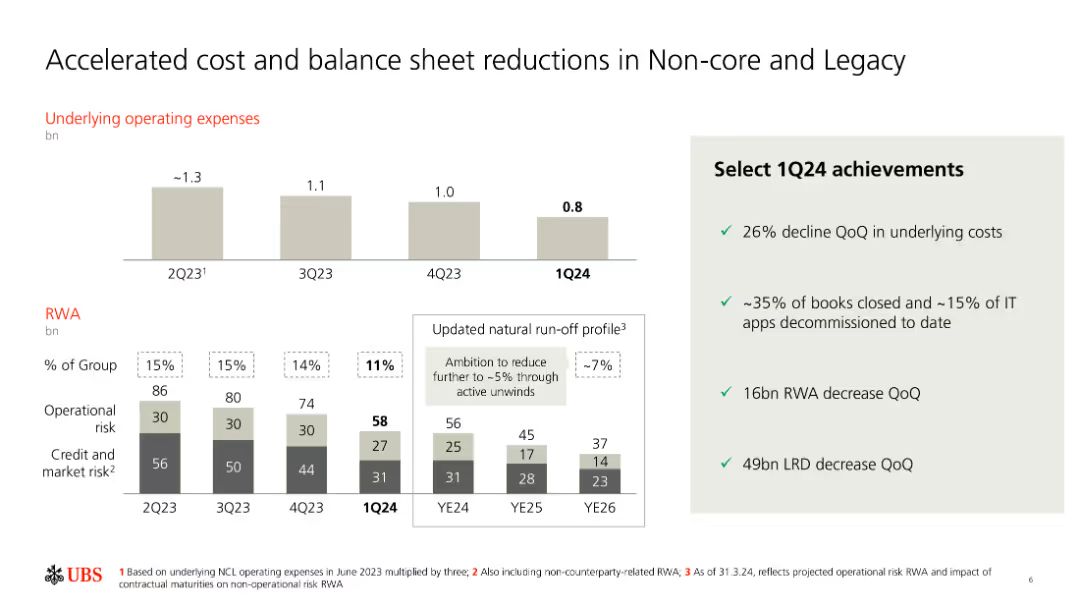 Accelerated cost and balance sheet reductions in Non-core and Legacy
Underlying operating expenses
bn
~1.3
1.1
1.0
0.8
2Q23¹
3Q23
4Q23
1Q24
RWA
bn
Updated natural run-off profile³
% of Group
15%
15%
14%
11%
Ambition to reduce
further to ~5% through
active unwinds
~7%
Operational
risk
Credit and
market risk²
86
30
56
80
30
50
74
30
44
58
27
31
56
25
31
45
17
28
37
14
23
2Q23
3Q23
4Q23
1Q24
YE24
YE25
YE26
Select 1Q24 achievements
✓ 26% decline QoQ in underlying costs
✓ ~35% of books closed and ~15% of IT
apps decommissioned to date
✓ 16bn RWA decrease QoQ
✓ 49bn LRD decrease QoQ
UBS
1 Based on underlying NCL operating expenses in June 2023 multiplied by three; 2 Also including non-counterparty-related RWA; 3 As of 31.3.24, reflects projected operational risk RWA and impact of
contractual maturities on non-operational risk RWA
6